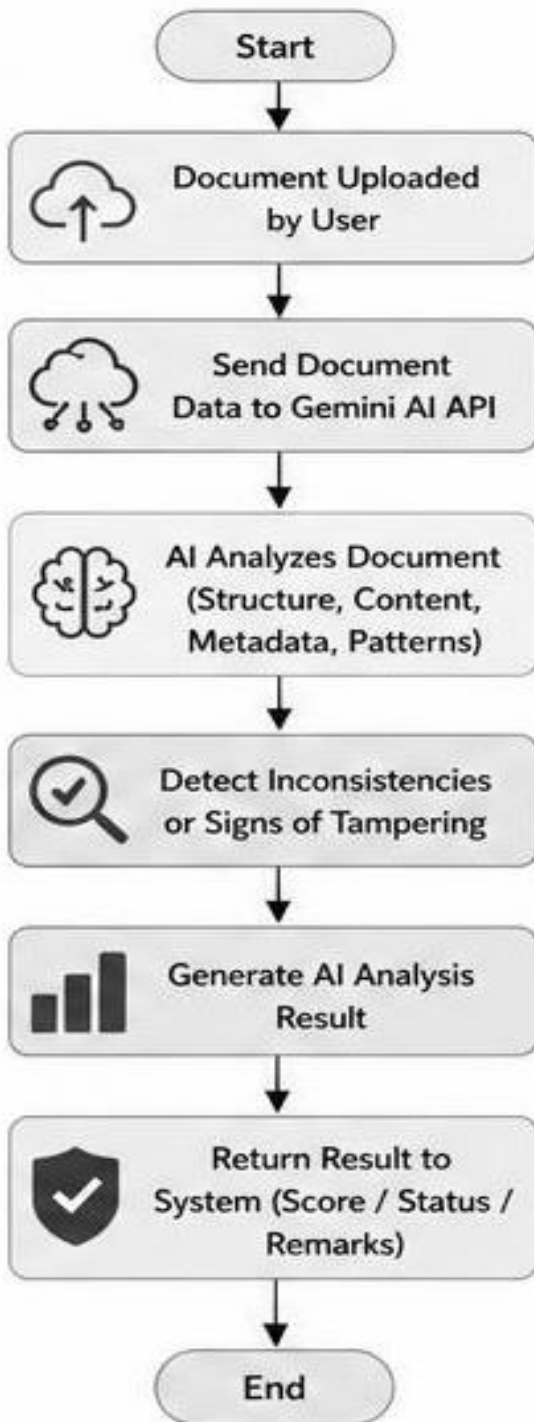 Start
Document Uploaded
by User
Send Document
Data to Gemini AI API
AI Analyzes Document
(Structure, Content,
Metadata, Patterns)
Detect Inconsistencies
or Signs of Tampering
Generate AI Analysis
Result
Return Result to
System (Score / Status /
Remarks)
End